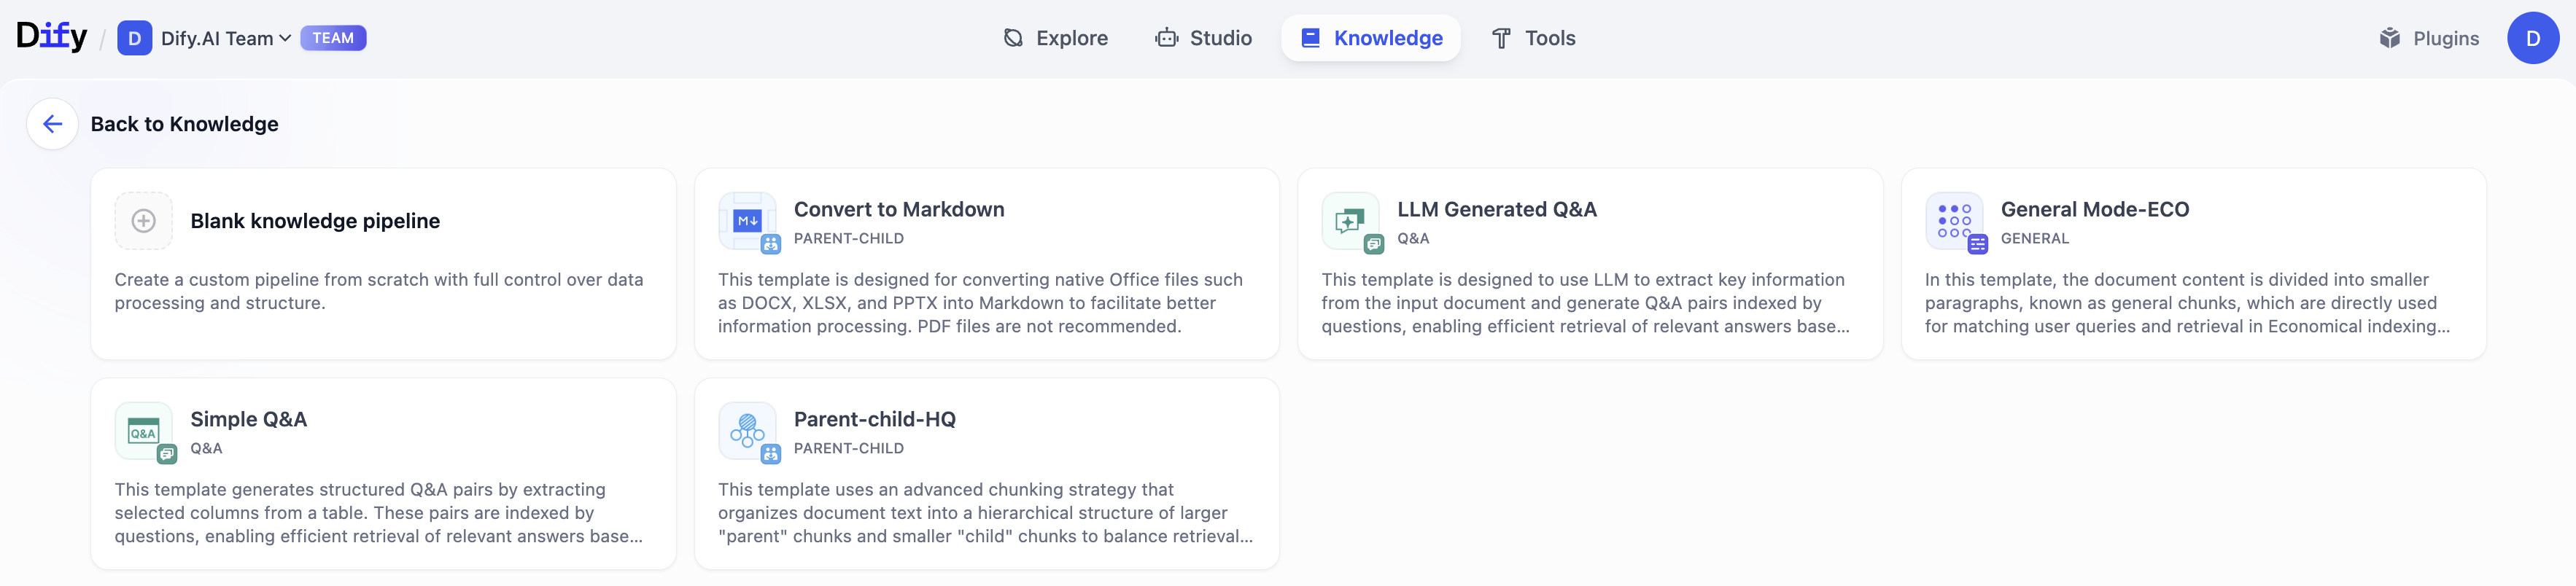 Dify / D Dify.AI Team TEAM Explore Studio Knowledge Tools Plugins D
Back to Knowledge
Blank knowledge pipeline
Create a custom pipeline from scratch with full control over data
processing and structure.
M↓
Convert to Markdown
PARENT-CHILD
This template is designed for converting native Office files such
as DOCX, XLSX, and PPTX into Markdown to facilitate better
information processing. PDF files are not recommended.
LLM Generated Q&A
Q&A
This template is designed to use LLM to extract key information
from the input document and generate Q&A pairs indexed by
questions, enabling efficient retrieval of relevant answers base...
General Mode-ECO
GENERAL
In this template, the document content is divided into smaller
paragraphs, known as general chunks, which are directly used
for matching user queries and retrieval in Economical indexing...
Q&A
Simple Q&A
Q&A
This template generates structured Q&A pairs by extracting
selected columns from a table. These pairs are indexed by
questions, enabling efficient retrieval of relevant answers base...
Parent-child-HQ
PARENT-CHILD
This template uses an advanced chunking strategy that
organizes document text into a hierarchical structure of larger
"parent" chunks and smaller "child" chunks to balance retrieval...